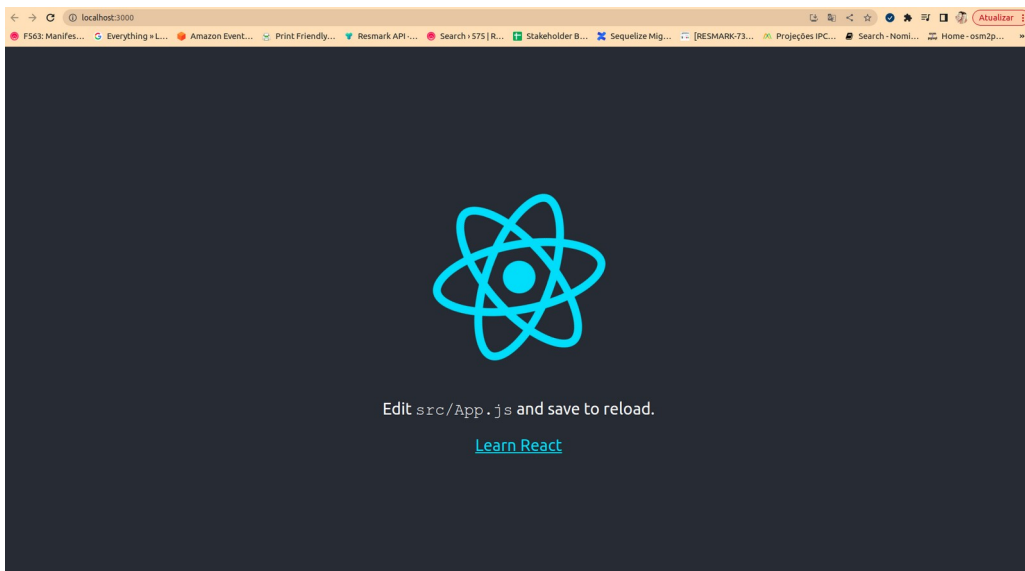 localhost:3000
Atualizar
F563: Manifes... Everything » L... Amazon Event... Print Friendly... Resmark API -... Search › 575 | R... Stakeholder B... Sequelize Mig... [RESMARK-73... Projeções IPC... Search - Nomi... Home - osm2p... »
Edit src/App.js and save to reload.
Learn React